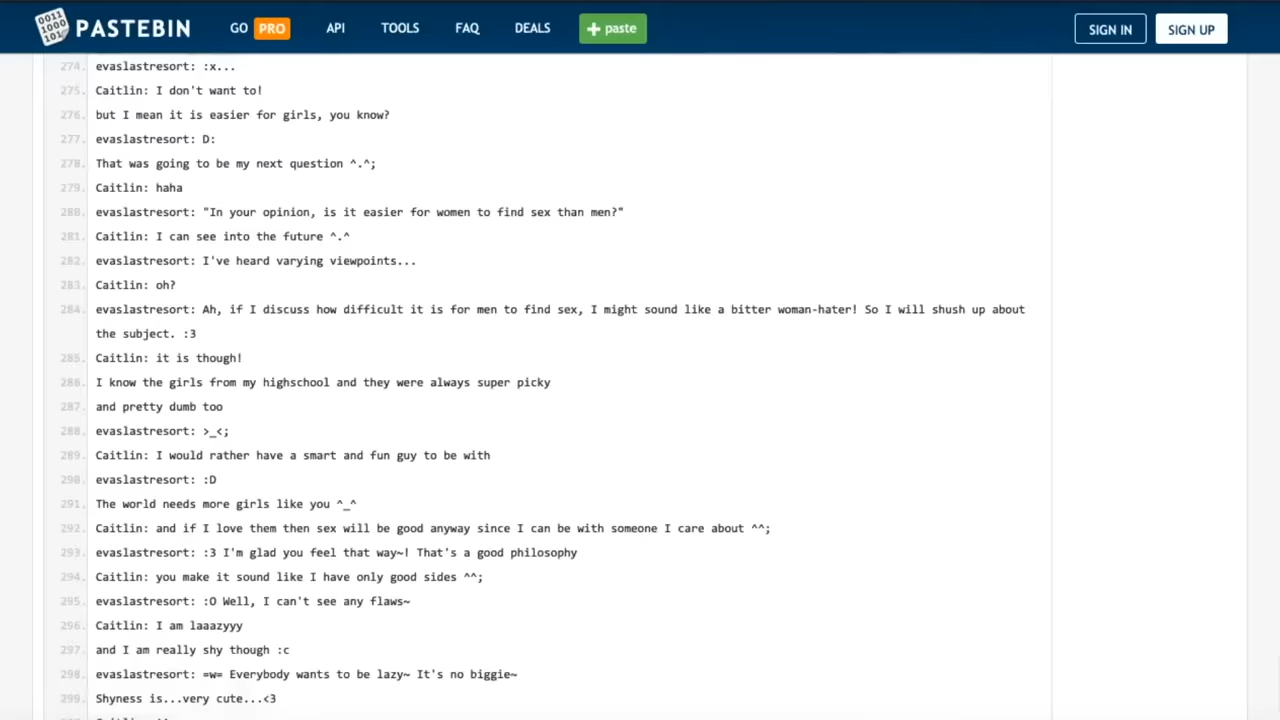 0011
1000
101
PASTEBIN
GO PRO
API
TOOLS
FAQ
DEALS
+ paste
SIGN IN
SIGN UP
274. evaslastresort: :x...
275. Caitlin: I don't want to!
276. but I mean it is easier for girls, you know?
277. evaslastresort: D:
278. That was going to be my next question ^.^;
279. Caitlin: haha
280. evaslastresort: "In your opinion, is it easier for women to find sex than men?"
281. Caitlin: I can see into the future ^.^
282. evaslastresort: I've heard varying viewpoints...
283. Caitlin: oh?
284. evaslastresort: Ah, if I discuss how difficult it is for men to find sex, I might sound like a bitter woman-hater! So I will shush up about
the subject. :3
285. Caitlin: it is though!
286. I know the girls from my highschool and they were always super picky
287. and pretty dumb too
288. evaslastresort: >_<;
289. Caitlin: I would rather have a smart and fun guy to be with
290. evaslastresort: :D
291. The world needs more girls like you ^_^
292. Caitlin: and if I love them then sex will be good anyway since I can be with someone I care about ^^;
293. evaslastresort: :3 I'm glad you feel that way~! That's a good philosophy
294. Caitlin: you make it sound like I have only good sides ^^;
295. evaslastresort: :O Well, I can't see any flaws~
296. Caitlin: I am laaazyyy
297. and I am really shy though :c
298. evaslastresort: =w= Everybody wants to be lazy~ It's no biggie~
299. Shyness is...very cute...<3